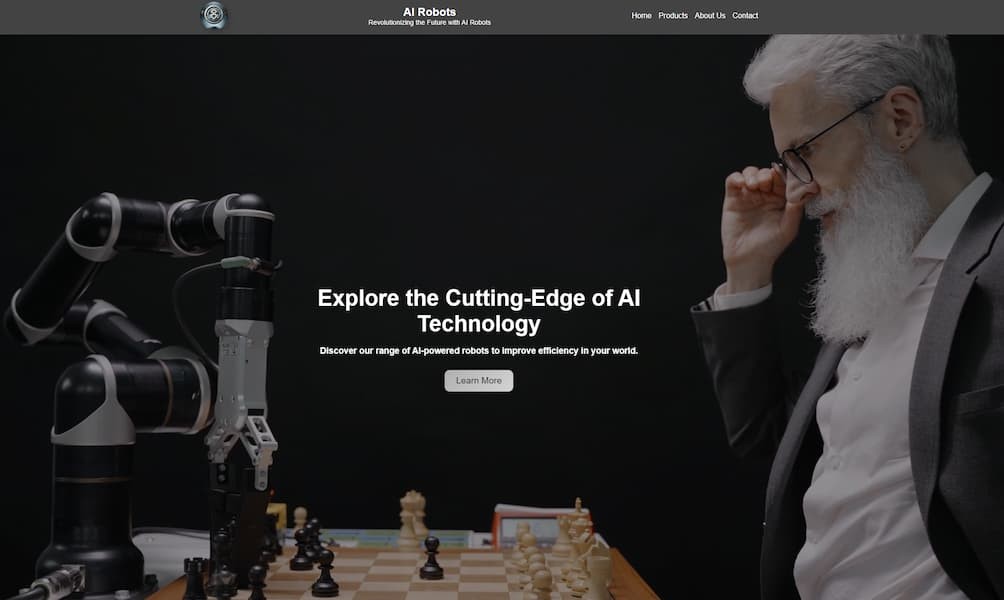 AI Robots
Revolutionizing the Future with AI Robots
Home Products About Us Contact
Explore the Cutting-Edge of AI
Technology
Discover our range of AI-powered robots to improve efficiency in your world.
Learn More